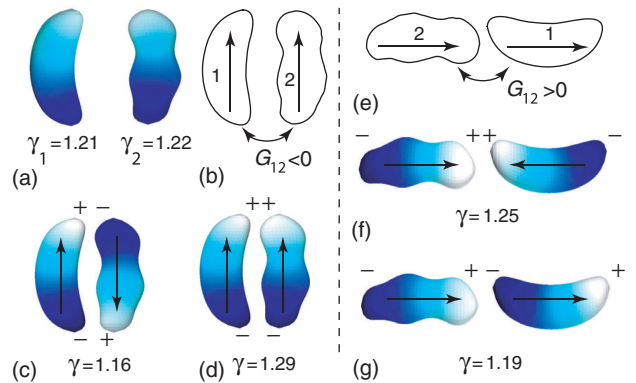 1
2
γ1 =1.21
γ2 =1.22
G12<0
(a)
(b)
2
1
G12 >0
(e)
−
++
−
(f)
γ = 1.25
+ −
− +
(c)
γ = 1.16
++
− −
(d)
γ = 1.29
−
+
−
+
(g)
γ = 1.19